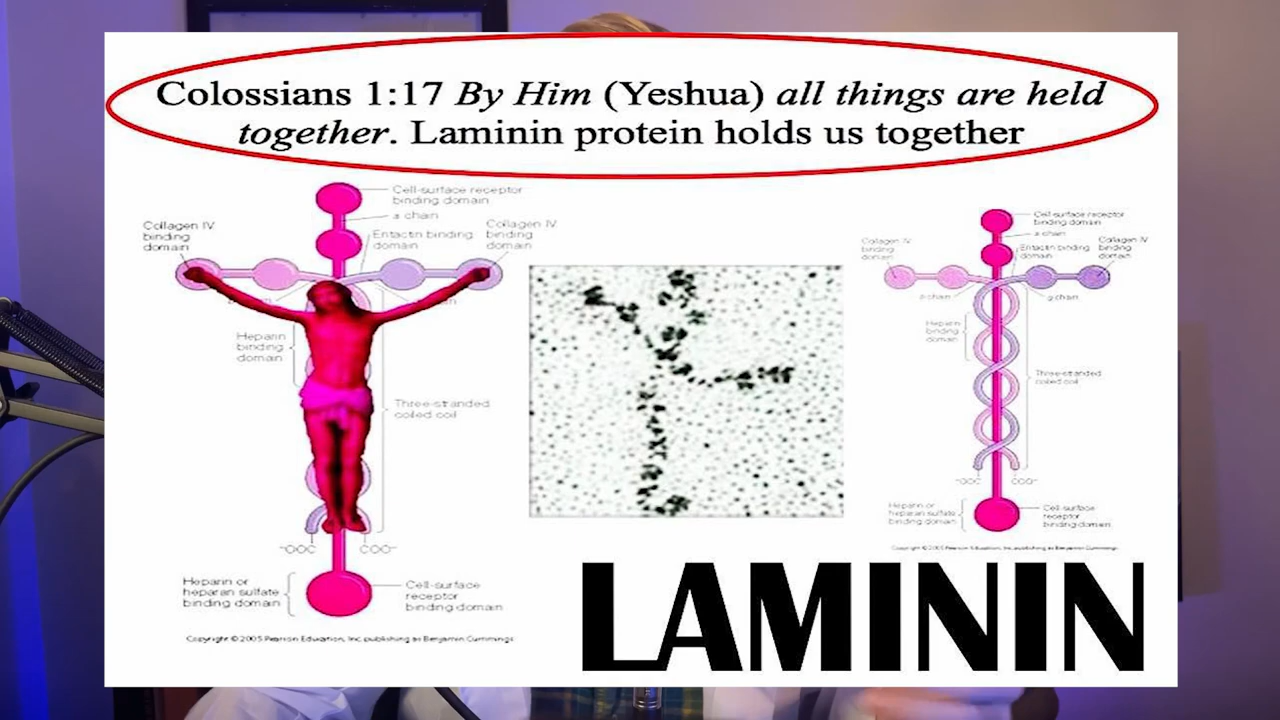 Colossians 1:17 By Him (Yeshua) all things are held
together. Laminin protein holds us together
Cell-surface receptor
binding domain
a chain
Collagen IV
binding
domain
Entactin binding
domain
Collagen IV
binding
domain
Heparin
binding
domain
Three-stranded
coiled coil
-OOC
COO-
Heparin or
heparan sulfate
binding domain
Cell-surface
receptor
binding domain
Copyright © 2005 Pearson Education, Inc. publishing as Benjamin Cummings
Cell-surface receptor
binding domain
a chain
Collagen IV
binding
domain
Entactin binding
domain
Collagen IV
binding
domain
Heparin
binding
domain
Three-stranded
coiled coil
-OOC
COO-
Heparin or
heparan sulfate
binding domain
Cell-surface
receptor
binding domain
Copyright © 2005 Pearson Education, Inc. publishing as Benjamin Cummings
LAMININ